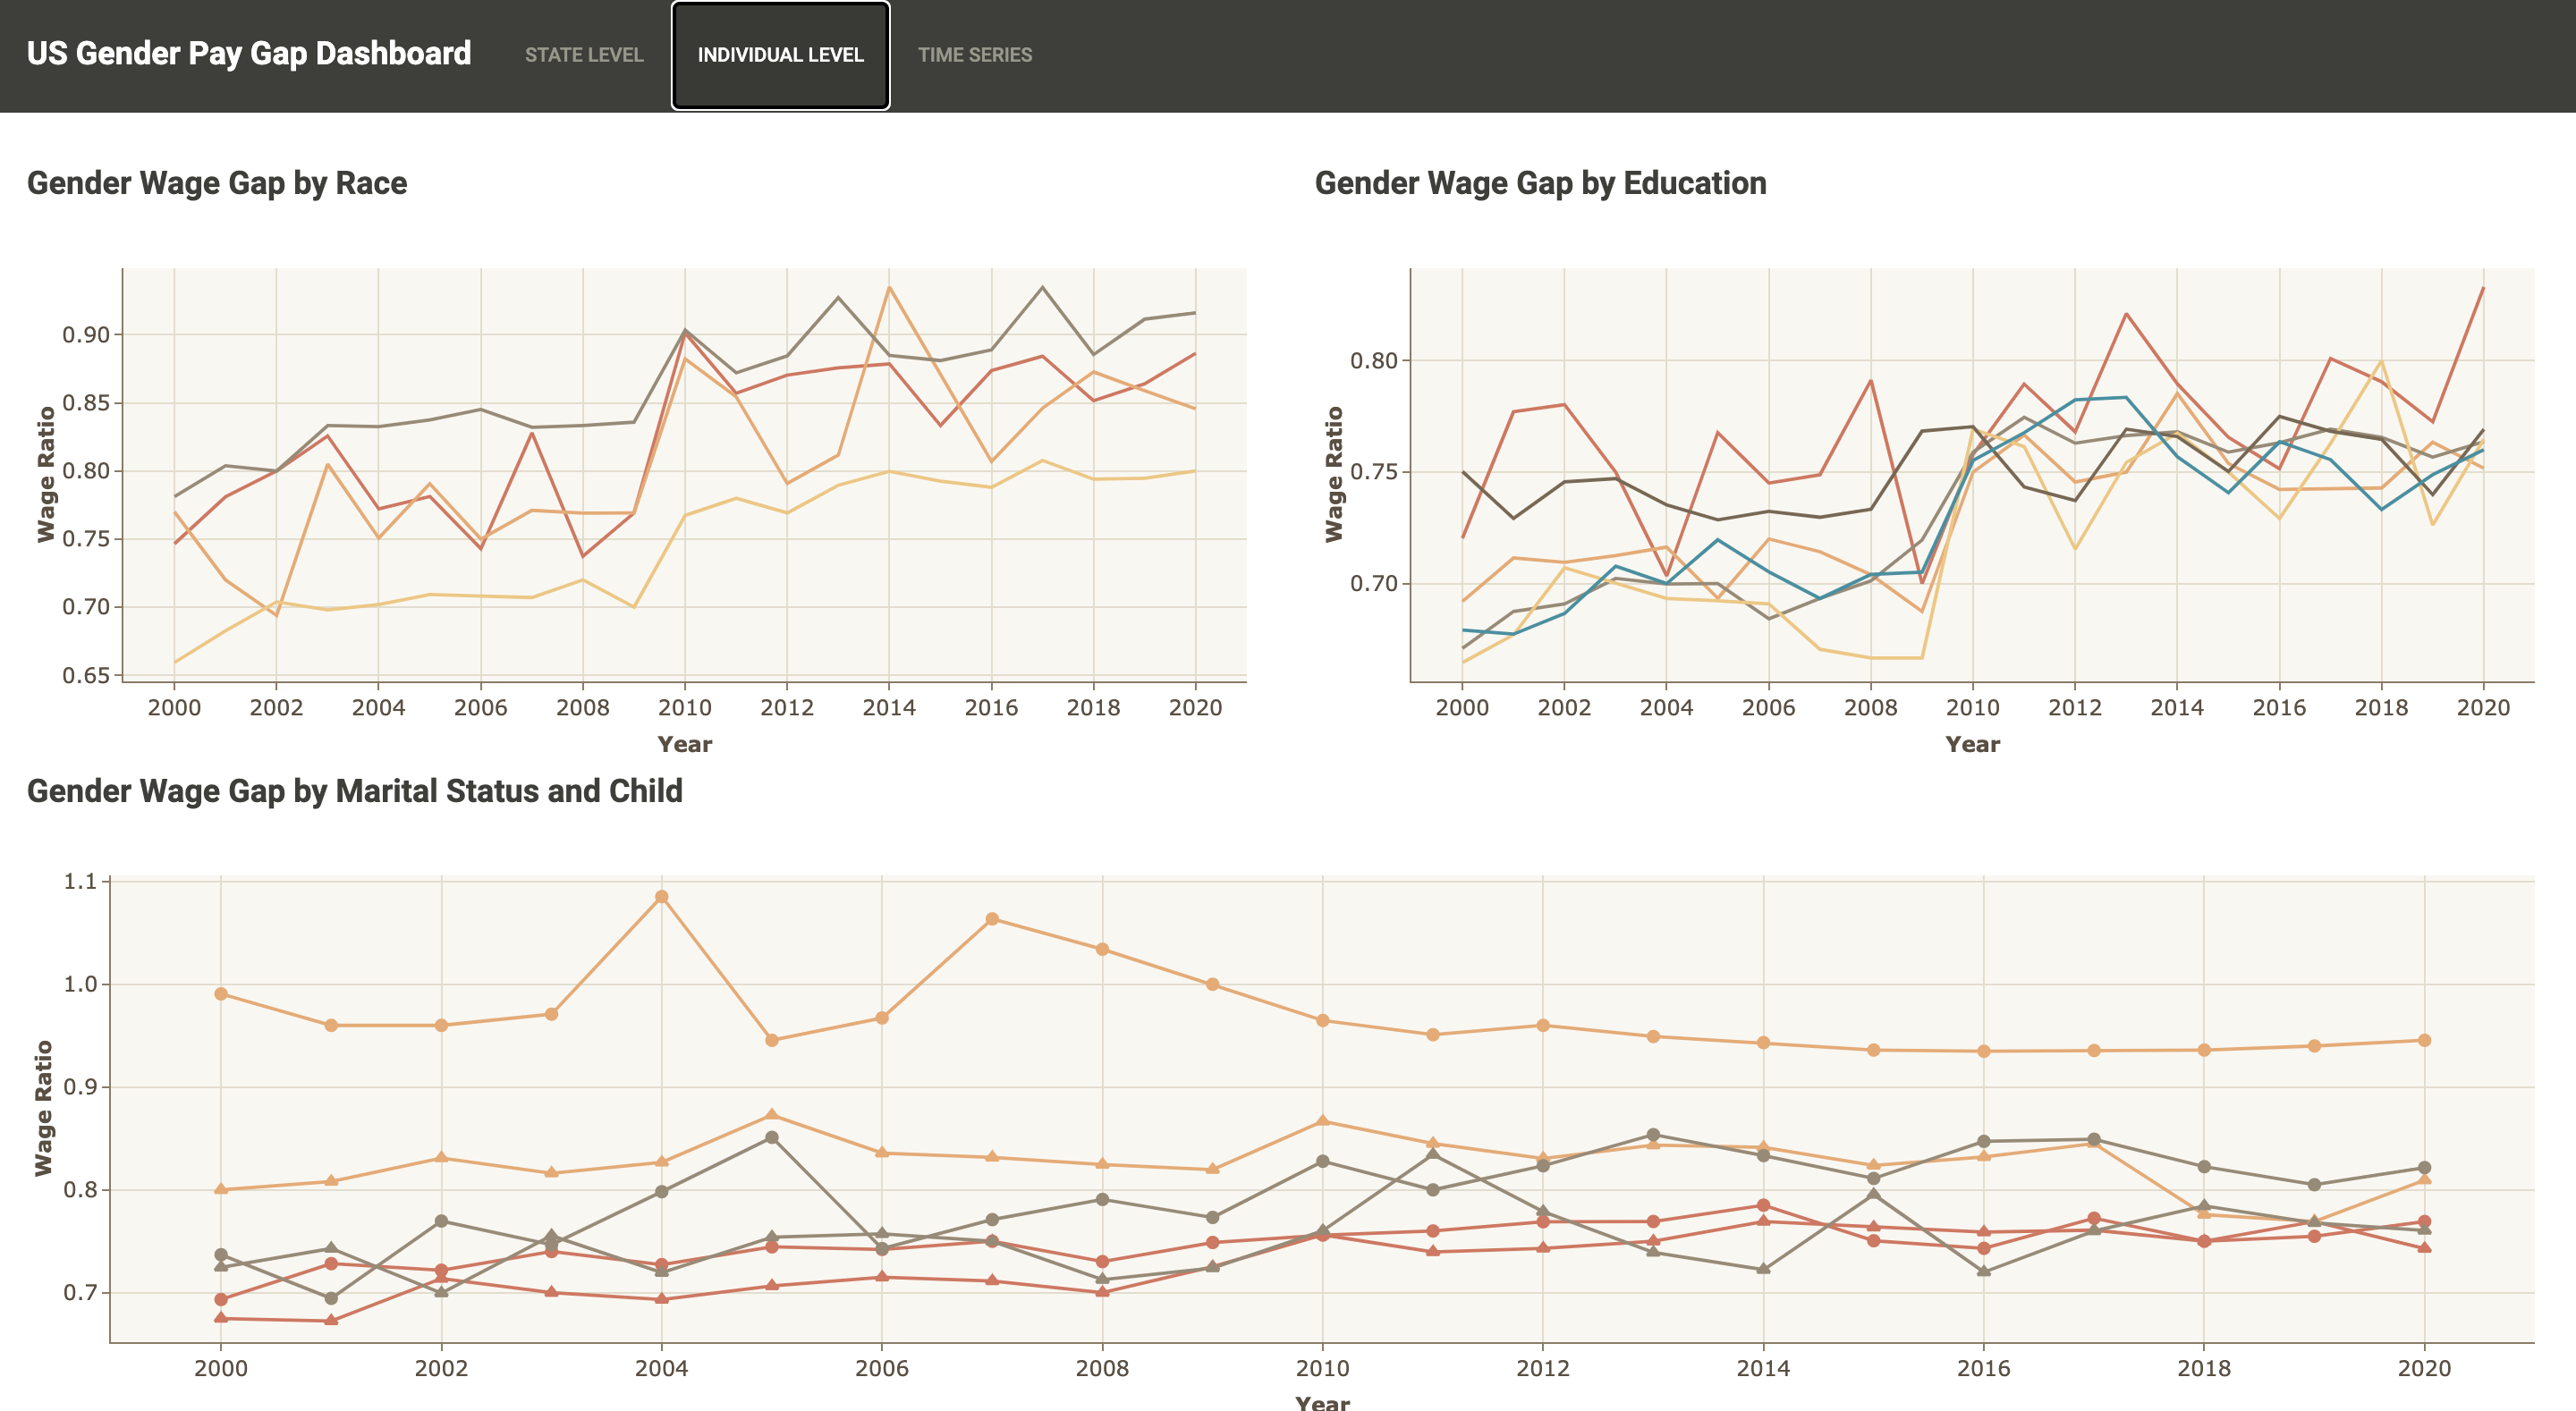 US Gender Pay Gap Dashboard STATE LEVEL INDIVIDUAL LEVEL TIME SERIES
Gender Wage Gap by Race
Wage Ratio
0.90
0.85
0.80
0.75
0.70
0.65
2000 2002 2004 2006 2008 2010 2012 2014 2016 2018 2020
Year
Gender Wage Gap by Education
Wage Ratio
0.80
0.75
0.70
2000 2002 2004 2006 2008 2010 2012 2014 2016 2018 2020
Year
Gender Wage Gap by Marital Status and Child
Wage Ratio
1.1
1.0
0.9
0.8
0.7
2000 2002 2004 2006 2008 2010 2012 2014 2016 2018 2020
Year